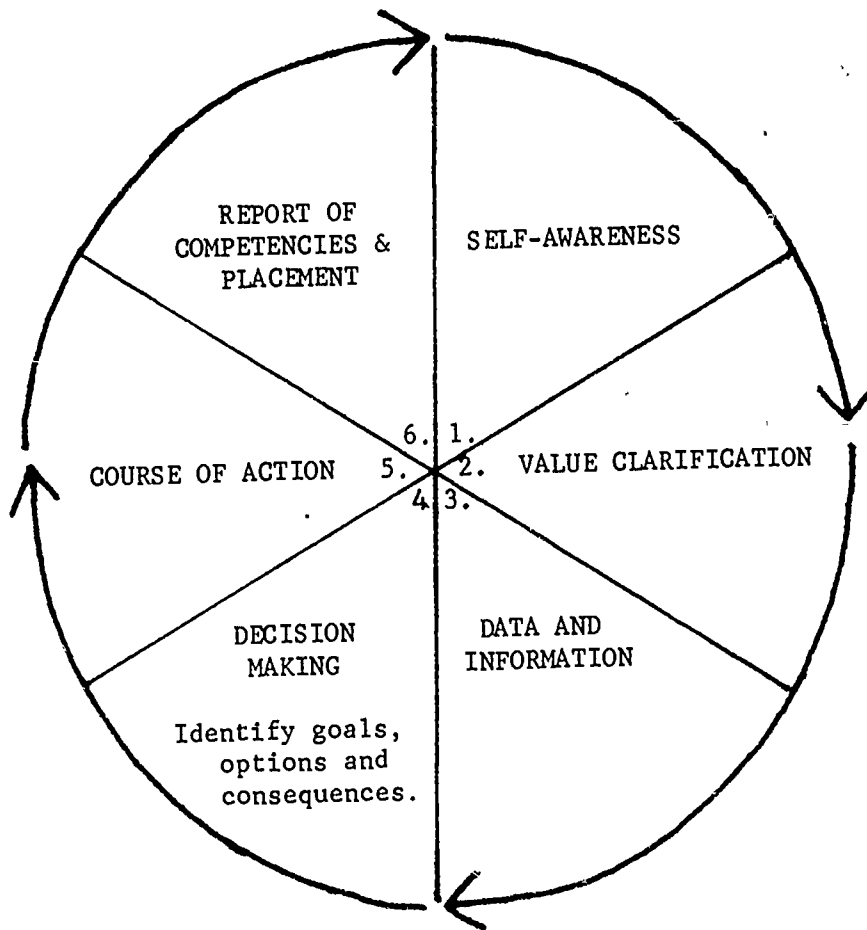 1.
SELF-AWARENESS
2.
VALUE CLARIFICATION
3.
DATA AND
INFORMATION
4
DECISION
MAKING
Identify goals,
options and
consequences.
5.
COURSE OF ACTION
6.
REPORT OF
COMPETENCIES &
PLACEMENT